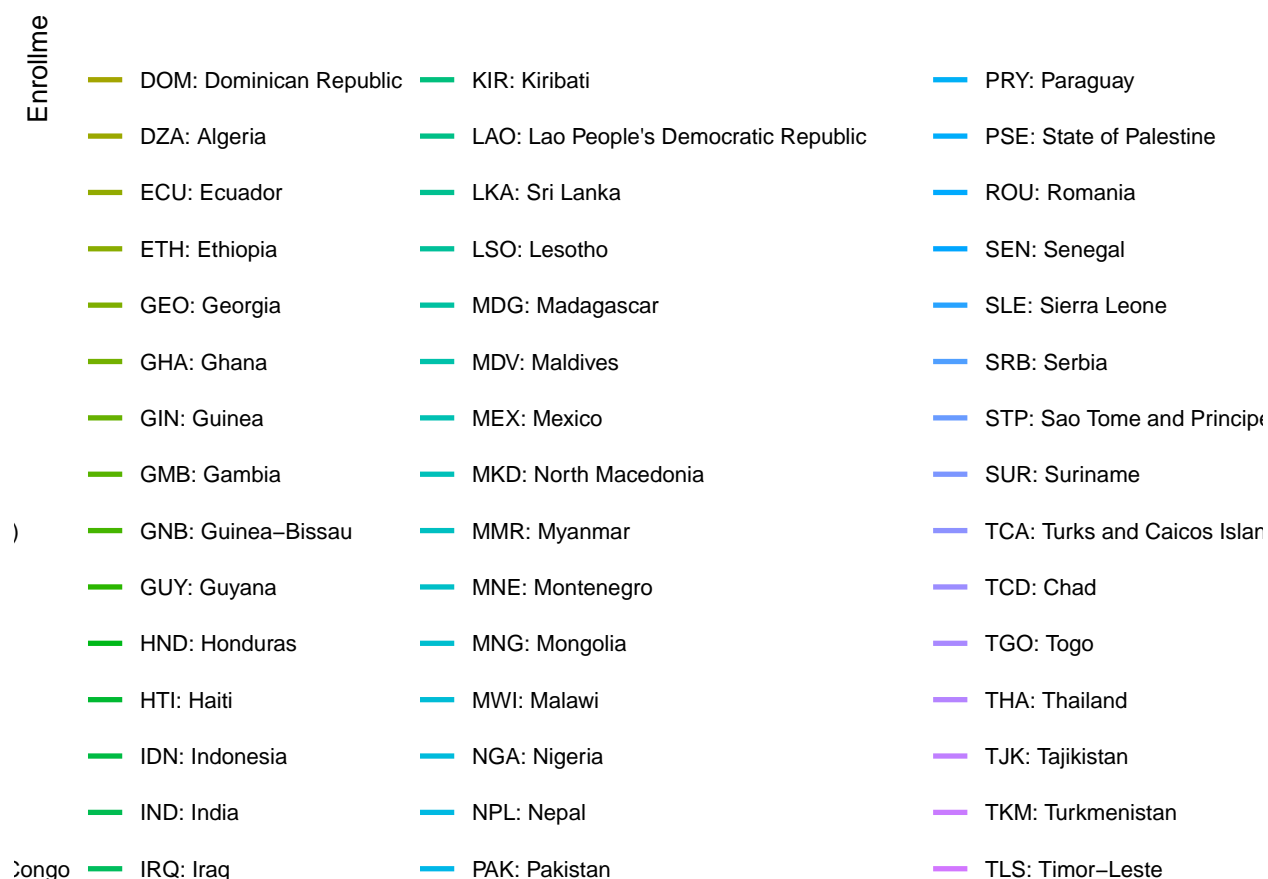 Enrollme
DOM: Dominican Republic
DZA: Algeria
ECU: Ecuador
ETH: Ethiopia
GEO: Georgia
GHA: Ghana
GIN: Guinea
GMB: Gambia
)
GNB: Guinea−Bissau
GUY: Guyana
HND: Honduras
HTI: Haiti
IDN: Indonesia
IND: India
Congo
IRQ: Iraq
KIR: Kiribati
LAO: Lao People's Democratic Republic
LKA: Sri Lanka
LSO: Lesotho
MDG: Madagascar
MDV: Maldives
MEX: Mexico
MKD: North Macedonia
MMR: Myanmar
MNE: Montenegro
MNG: Mongolia
MWI: Malawi
NGA: Nigeria
NPL: Nepal
PAK: Pakistan
PRY: Paraguay
PSE: State of Palestine
ROU: Romania
SEN: Senegal
SLE: Sierra Leone
SRB: Serbia
STP: Sao Tome and Principe
SUR: Suriname
TCA: Turks and Caicos Islan
TCD: Chad
TGO: Togo
THA: Thailand
TJK: Tajikistan
TKM: Turkmenistan
TLS: Timor−Leste